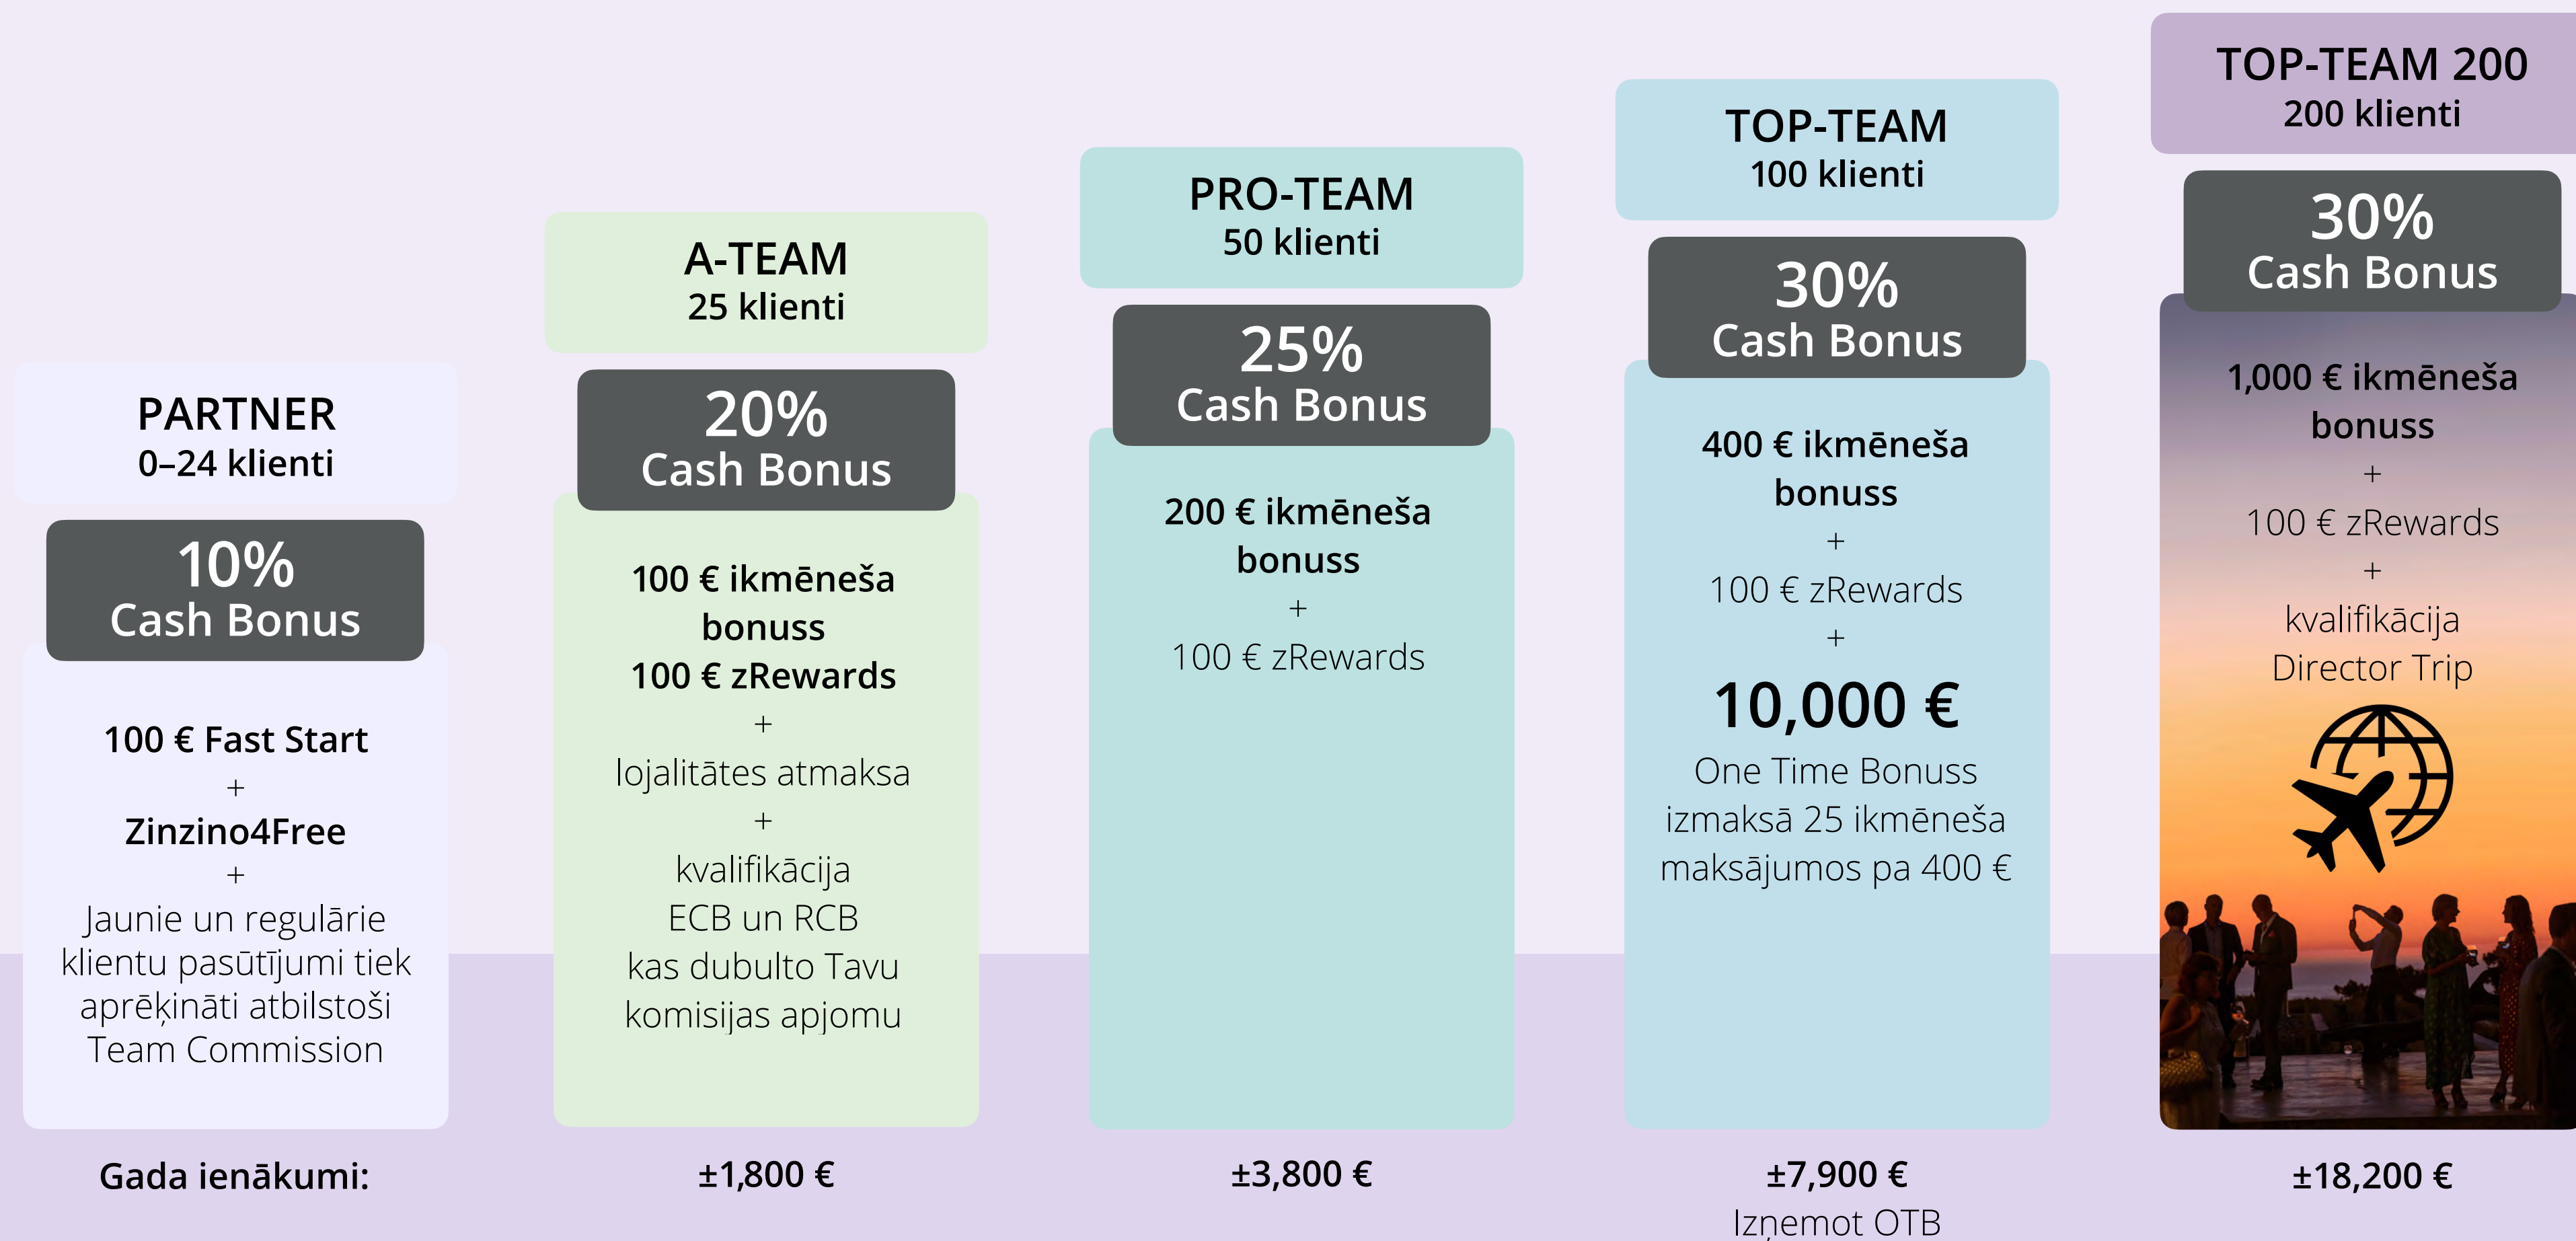 PARTNER
0–24 klienti
10%
Cash Bonus
100 € Fast Start
+
Zinzino4Free
+
Jaunie un regulārie
klientu pasūtījumi tiek
aprēķināti atbilstoši
Team Commission
A-TEAM
25 klienti
20%
Cash Bonus
100 € ikmēneša
bonuss
100 € zRewards
+
lojalitātes atmaksa
+
kvalifikācija
ECB un RCB
kas dubulto Tavu
komisijas apjomu
PRO-TEAM
50 klienti
25%
Cash Bonus
200 € ikmēneša
bonuss
+
100 € zRewards
TOP-TEAM
100 klienti
30%
Cash Bonus
400 € ikmēneša
bonuss
+
100 € zRewards
+
10,000 €
One Time Bonuss
izmaksā 25 ikmēneša
maksājumos pa 400 €
TOP-TEAM 200
200 klienti
30%
Cash Bonus
1,000 € ikmēneša
bonuss
+
100 € zRewards
+
kvalifikācija
Director Trip
Gada ienākumi:
±1,800 €
±3,800 €
±7,900 €
Izņemot OTB
±18,200 €